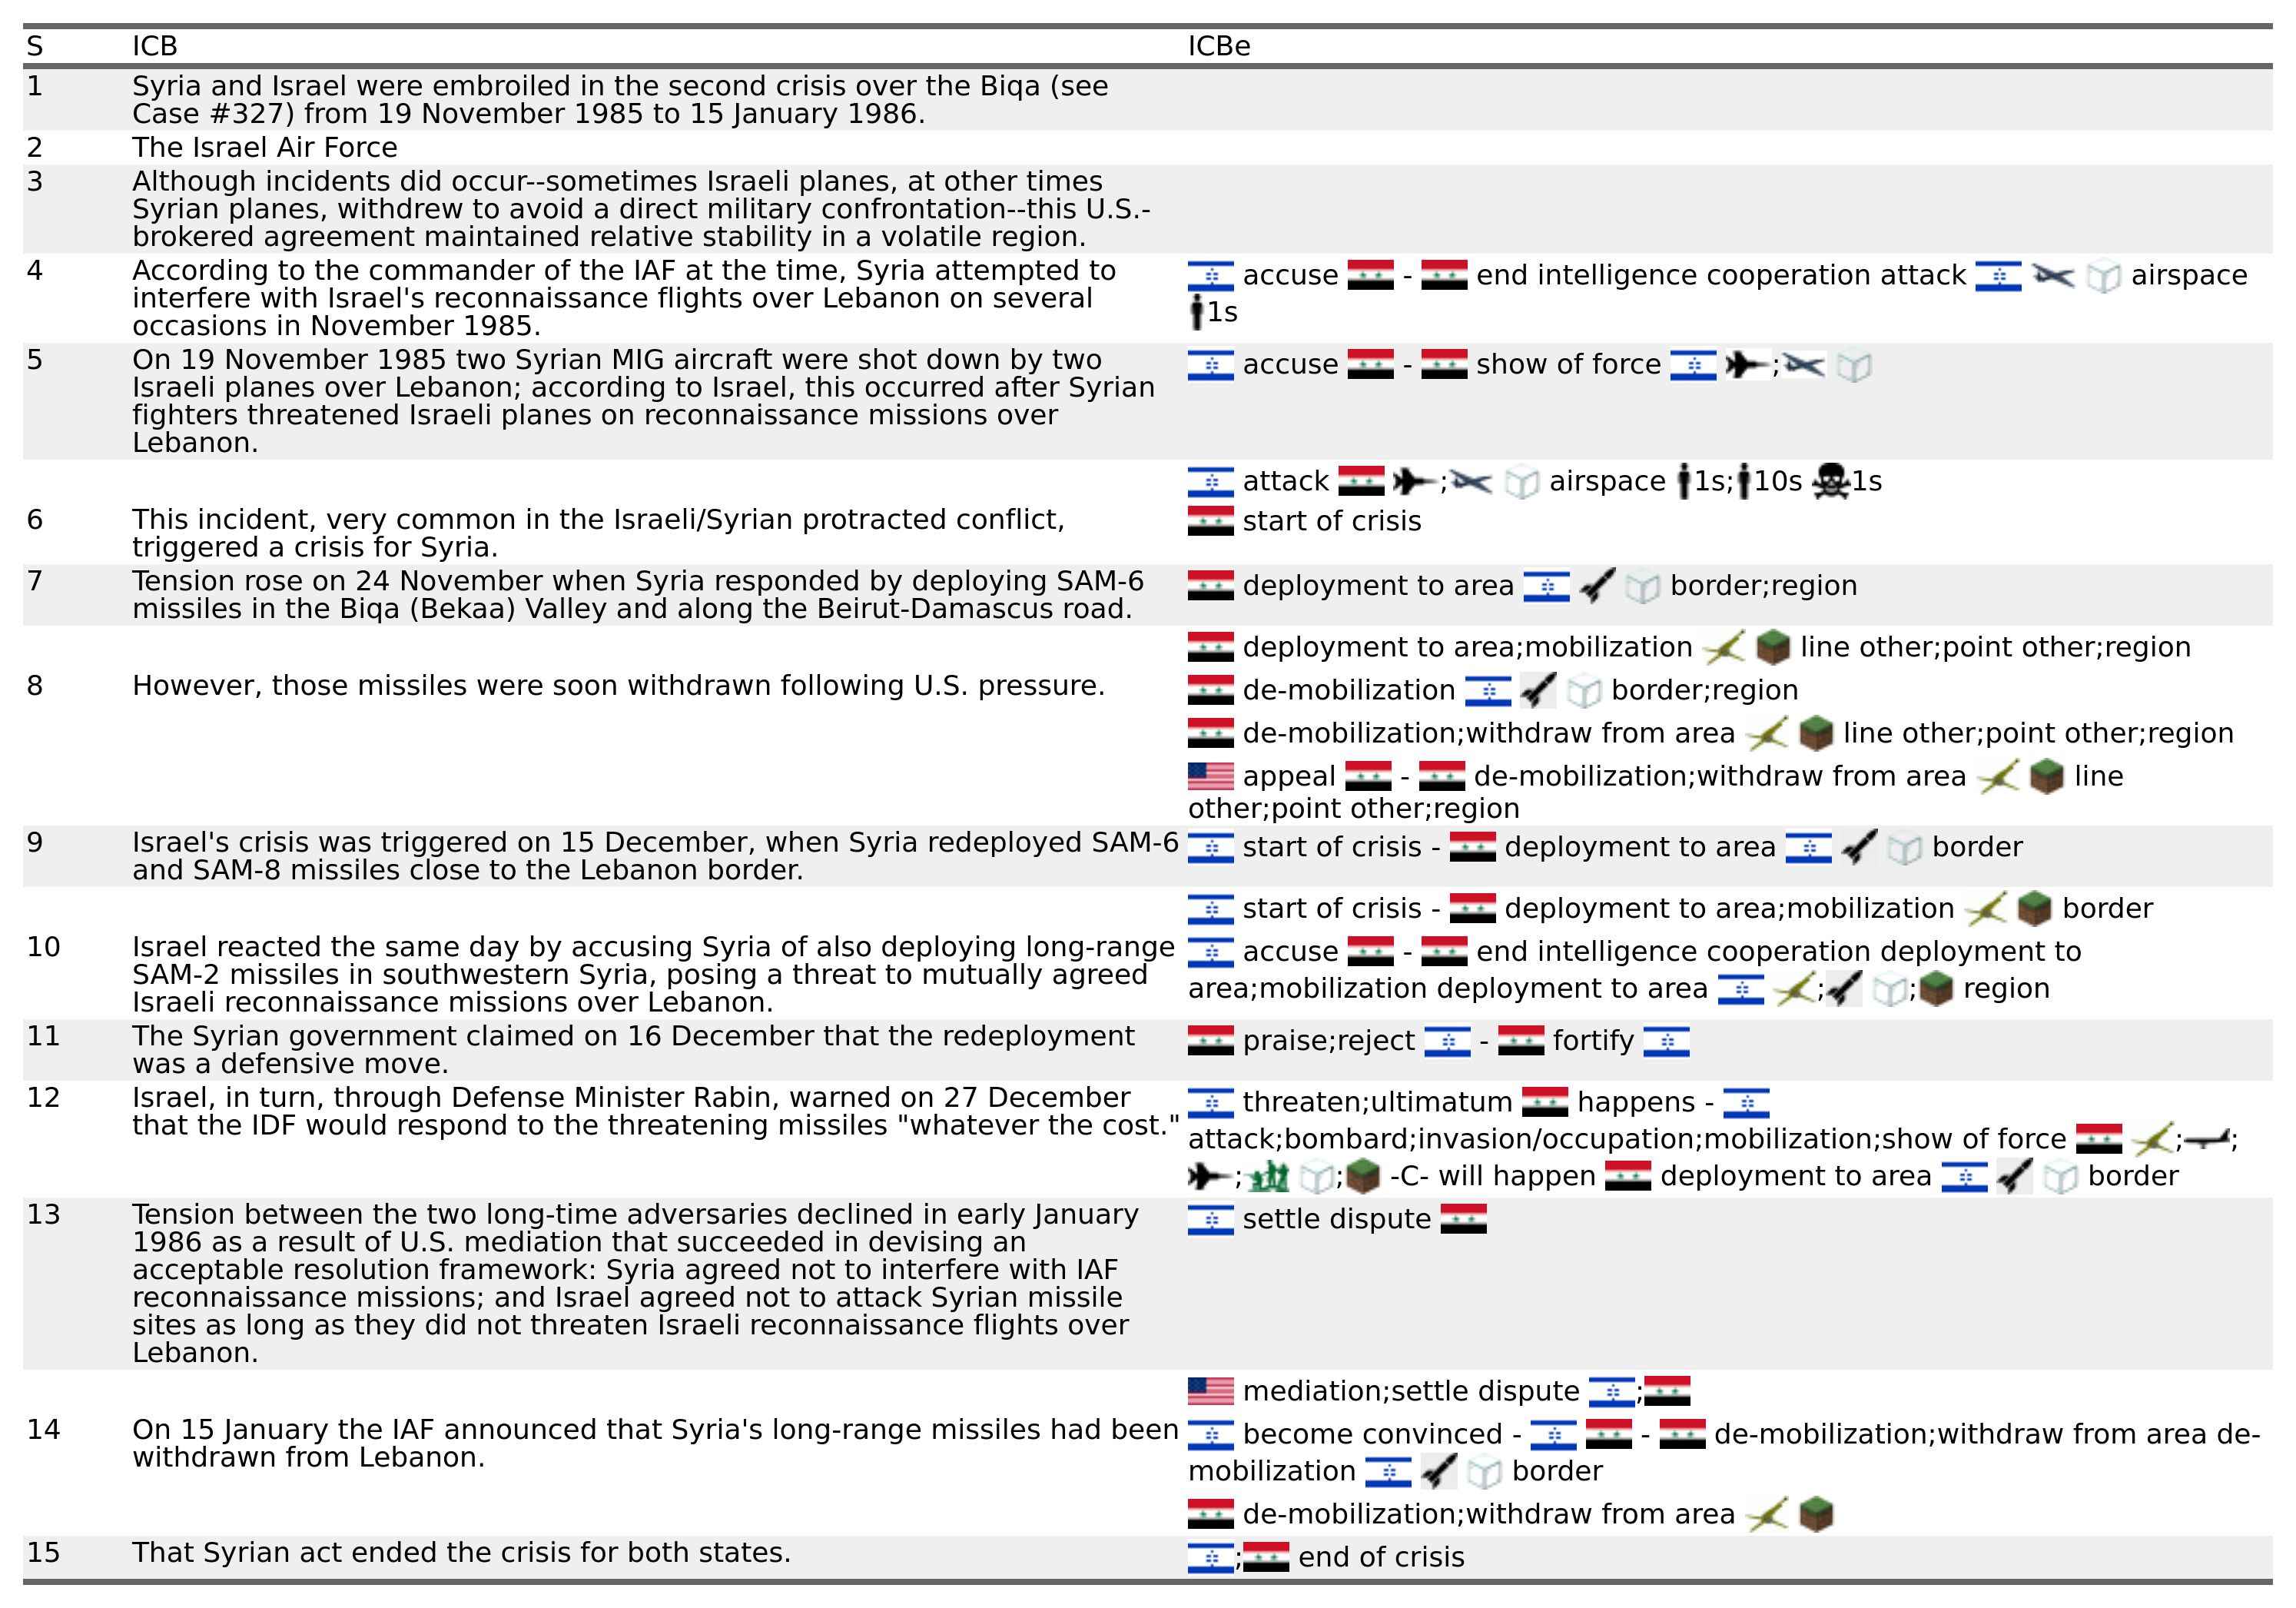 S ICB ICBe
1 Syria and Israel were embroiled in the second crisis over the Biqa (see
Case #327) from 19 November 1985 to 15 January 1986.
2 The Israel Air Force
3 Although incidents did occur--sometimes Israeli planes, at other times
Syrian planes, withdrew to avoid a direct military confrontation--this U.S.-
brokered agreement maintained relative stability in a volatile region.
4 According to the commander of the IAF at the time, Syria attempted to
interfere with Israel's reconnaissance flights over Lebanon on several
occasions in November 1985.
accuse - end intelligence cooperation attack airspace
1s
5 On 19 November 1985 two Syrian MIG aircraft were shot down by two
Israeli planes over Lebanon; according to Israel, this occurred after Syrian
fighters threatened Israeli planes on reconnaissance missions over
Lebanon.
accuse - show of force ;
attack ; airspace 1s; 10s 1s
6 This incident, very common in the Israeli/Syrian protracted conflict,
triggered a crisis for Syria.
start of crisis
7 Tension rose on 24 November when Syria responded by deploying SAM-6
missiles in the Biqa (Bekaa) Valley and along the Beirut-Damascus road.
deployment to area border;region
deployment to area;mobilization line other;point other;region
8 However, those missiles were soon withdrawn following U.S. pressure.
de-mobilization border;region
de-mobilization;withdraw from area line other;point other;region
appeal - de-mobilization;withdraw from area line
other;point other;region
9 Israel's crisis was triggered on 15 December, when Syria redeployed SAM-6
and SAM-8 missiles close to the Lebanon border.
start of crisis - deployment to area border
start of crisis - deployment to area;mobilization border
10 Israel reacted the same day by accusing Syria of also deploying long-range
SAM-2 missiles in southwestern Syria, posing a threat to mutually agreed
Israeli reconnaissance missions over Lebanon.
accuse - end intelligence cooperation deployment to
area;mobilization deployment to area ; ; region
11 The Syrian government claimed on 16 December that the redeployment
was a defensive move.
praise;reject - fortify
12 Israel, in turn, through Defense Minister Rabin, warned on 27 December
that the IDF would respond to the threatening missiles "whatever the cost."
threaten;ultimatum happens -
attack;bombard;invasion/occupation;mobilization;show of force ; ;
; ; -C- will happen deployment to area border
13 Tension between the two long-time adversaries declined in early January
1986 as a result of U.S. mediation that succeeded in devising an
acceptable resolution framework: Syria agreed not to interfere with IAF
reconnaissance missions; and Israel agreed not to attack Syrian missile
sites as long as they did not threaten Israeli reconnaissance flights over
Lebanon.
settle dispute
mediation;settle dispute ;
14 On 15 January the IAF announced that Syria's long-range missiles had been
withdrawn from Lebanon.
become convinced - - de-mobilization;withdraw from area de-
mobilization border
de-mobilization;withdraw from area
15 That Syrian act ended the crisis for both states.
; end of crisis